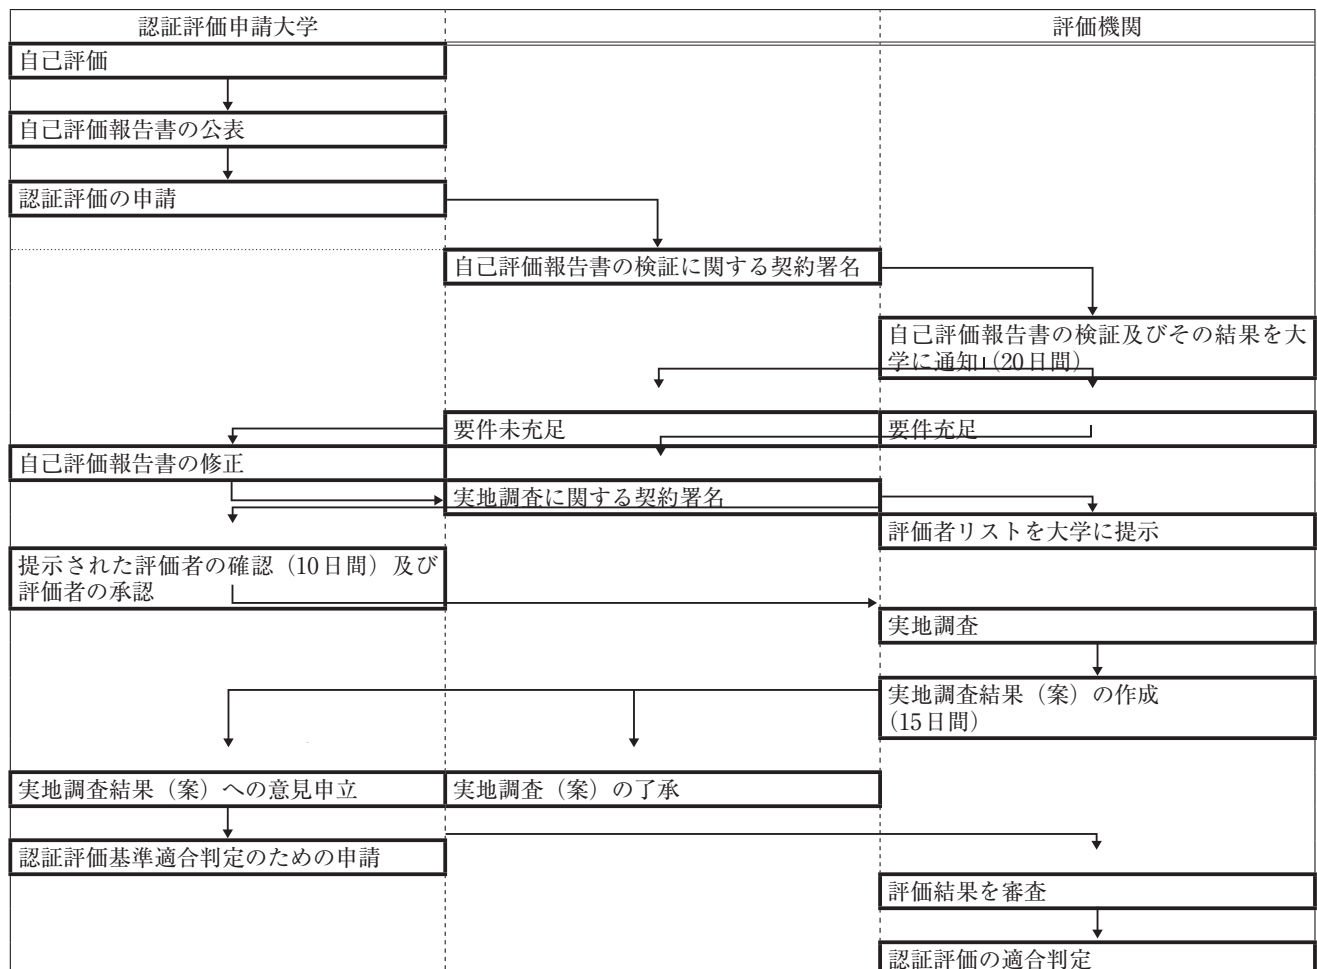 認証評価申請大学
評価機関
自己評価
自己評価報告書の公表
認証評価の申請
自己評価報告書の検証に関する契約署名
自己評価報告書の検証及びその結果を大
学に通知（20日間）
要件未充足
要件充足
自己評価報告書の修正
実地調査に関する契約署名
評価者リストを大学に提示
提示された評価者の確認（10日間）及び
評価者の承認
実地調査
実地調査結果（案）の作成
（15日間）
実地調査結果（案）への意見申立
実地調査（案）の了承
認証評価基準適合判定のための申請
評価結果を審査
認証評価の適合判定